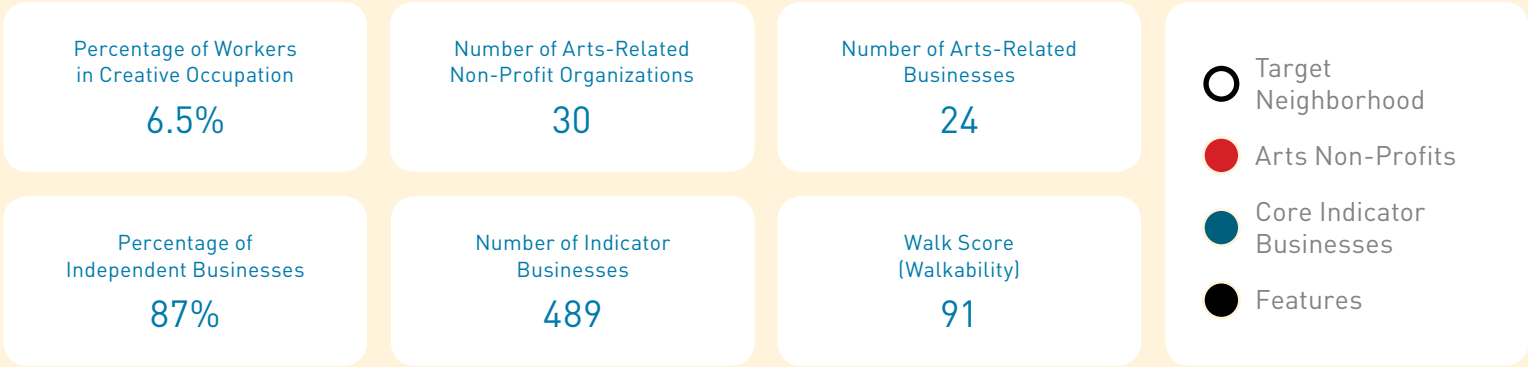 Percentage of Workers
in Creative Occupation
6.5%
Number of Arts-Related
Non-Profit Organizations
30
Number of Arts-Related
Businesses
24
Percentage of
Independent Businesses
87%
Number of Indicator
Businesses
489
Walk Score
(Walkability)
91
Target
Neighborhood
Arts Non-Profits
Core Indicator
Businesses
Features